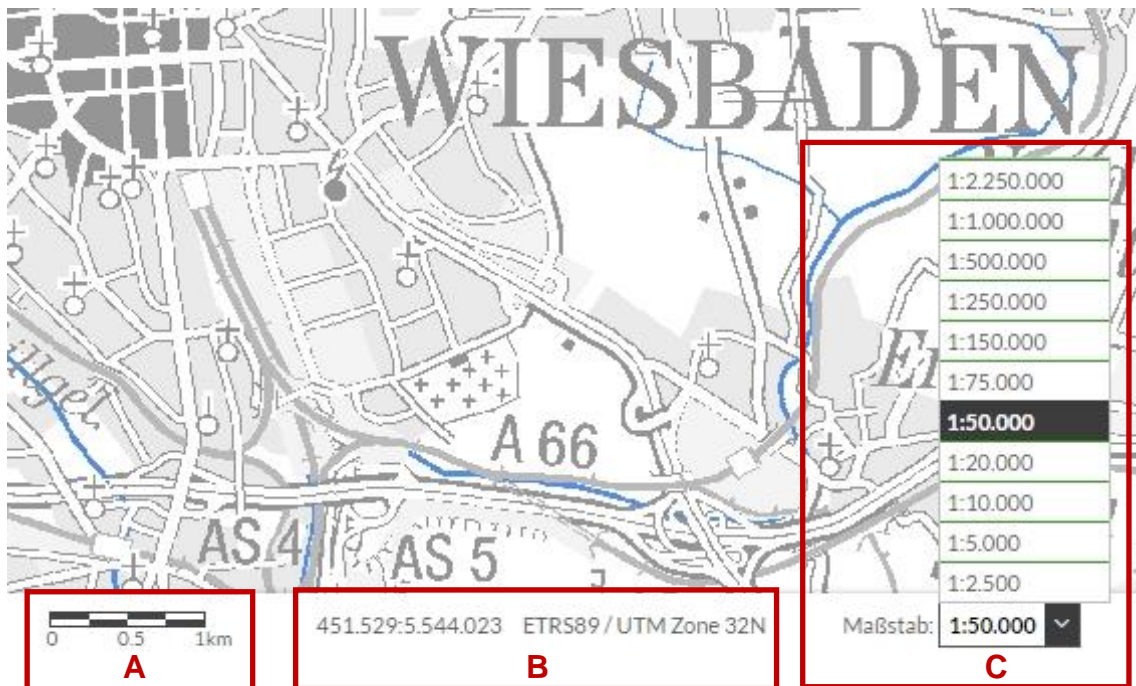 WIESBADEN
1:2.250.000
1:1.000.000
1:500.000
1:250.000
1:150.000
1:75.000
1:50.000
1:20.000
1:10.000
1:5.000
1:2.500
A 66
AS 4
AS 5
0 0.5 1km
451.529:5.544.023 ETRS89 / UTM Zone 32N
Maßstab: 1:50.000
A B C